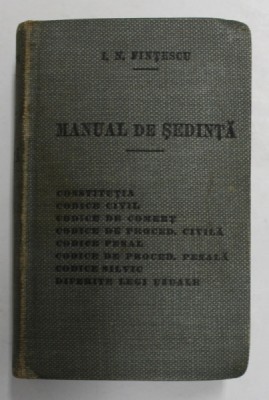 I. N. FINȚESCU
MANUAL DE ȘEDINȚĂ
CONSTITUȚIA
CODICE CIVIL
CODICE DE COMERȚ
CODICE DE PROCED. CIVILĂ
CODICE PENAL
CODICE DE PROCED. PENALĂ
CODICE SILVIC
DIVERSE LEGI UZUALE